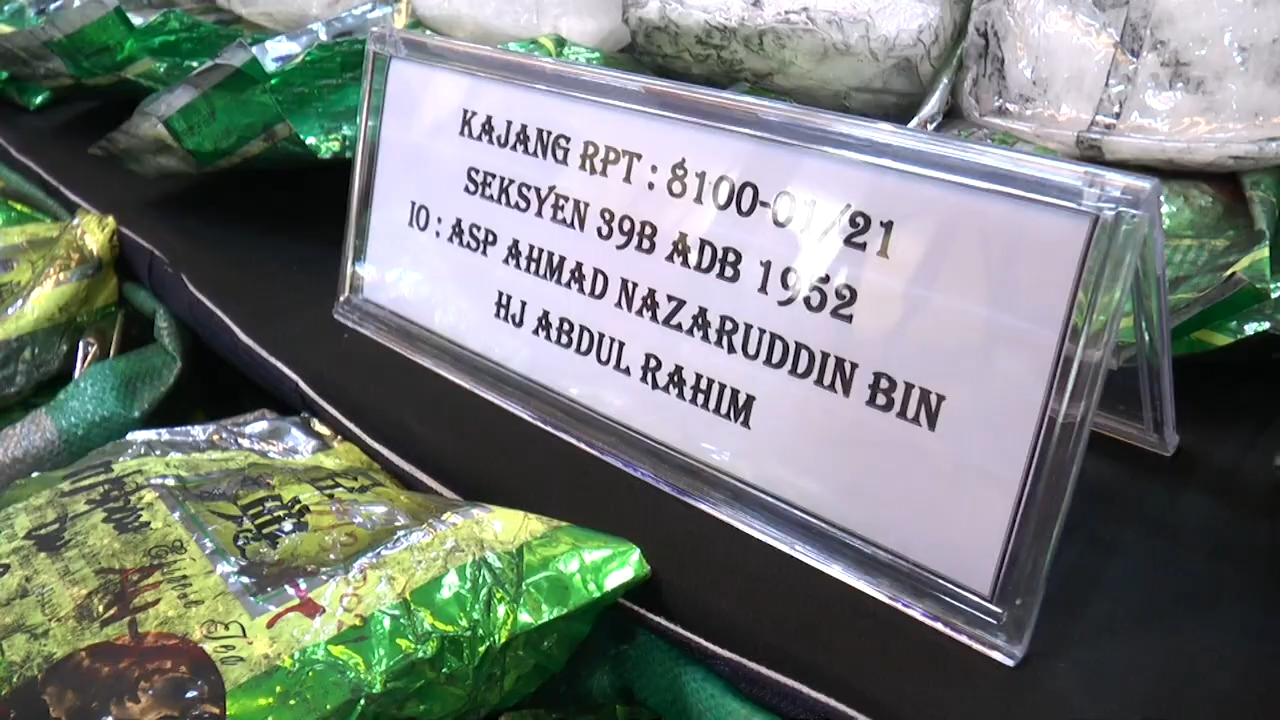 KAJANG RPT : 8100-01/21
SEKSYEN 39B ADB 1952
IO : ASP AHMAD NAZARUDDIN BIN
HJ ABDUL RAHIM